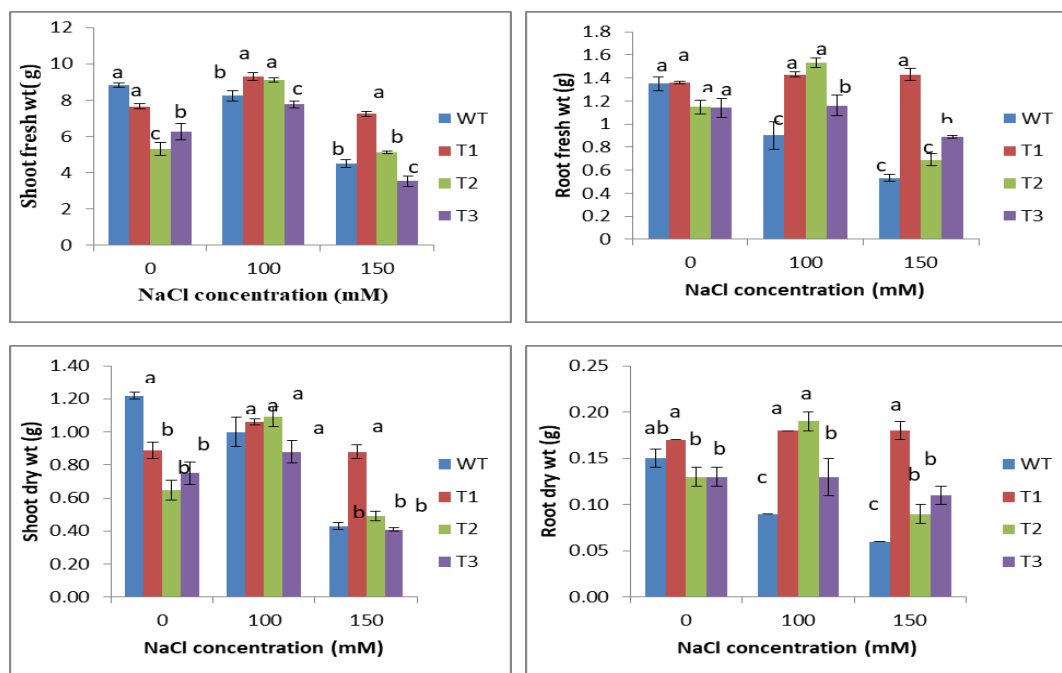 Shoot fresh wt( g)
12
10
8
6
4
2
0
a
a
c
b
b
a
a
c
b
a
b
c
0 100 150
NaCl concentration (mM)
WT
T1
T2
T3
Root fresh wt (g)
1.8
1.6
1.4
1.2
1
0.8
0.6
0.4
0.2
0
a
a
a
a
c
a
a
b
c
a
b
b
0 100 150
NaCl concentration (mM)
WT
T1
T2
T3
Shoot dry wt (g)
1.40
1.20
1.00
0.80
0.60
0.40
0.20
0.00
a
b
b
b
a
a
a
a
b
b
b
0 100 150
NaCl concentration (mM)
WT
T1
T2
T3
Root dry wt (g)
0.25
0.20
0.15
0.10
0.05
0.00
ab
a
b
b
c
a
a
b
c
a
b
b
0 100 150
NaCl concentration (mM)
WT
T1
T2
T3